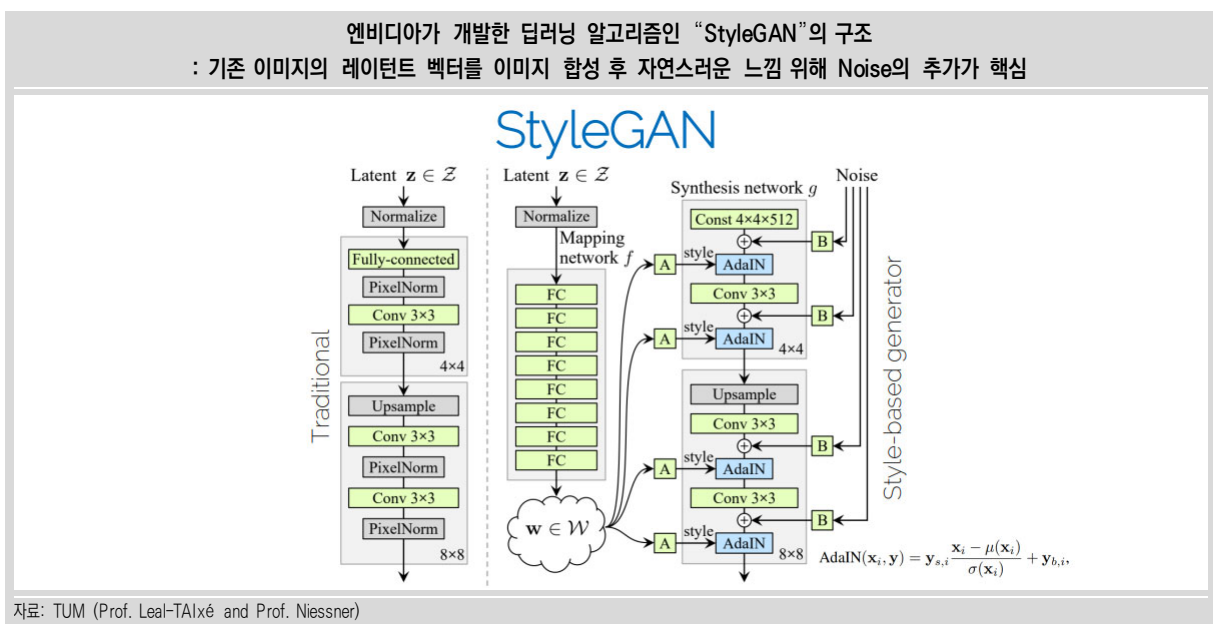 엔비디아가 개발한 딥러닝 알고리즘인 “StyleGAN”의 구조
: 기존 이미지의 레이턴트 벡터를 이미지 합성 후 자연스러운 느낌 위해 Noise의 추가가 핵심
StyleGAN
Traditional
Latent z ∈ Z
Normalize
Fully-connected
PixelNorm
Conv 3×3
PixelNorm
4×4
Upsample
Conv 3×3
PixelNorm
Conv 3×3
PixelNorm
8×8
Latent z ∈ Z
Normalize
Mapping
network f
FC
FC
FC
FC
FC
FC
FC
FC
w ∈ W
A
style
A
style
A
style
A
style
Synthesis network g
Const 4×4×512
AdaIN
Conv 3×3
AdaIN
4×4
Upsample
Conv 3×3
AdaIN
Conv 3×3
AdaIN
8×8
Noise
B
B
B
B
Style-based generator
AdaIN(x_i, y) = y_{s,i} (x_i − μ(x_i)) / σ(x_i) + y_{b,i},
자료: TUM (Prof. Leal-TAIxé and Prof. Niessner)